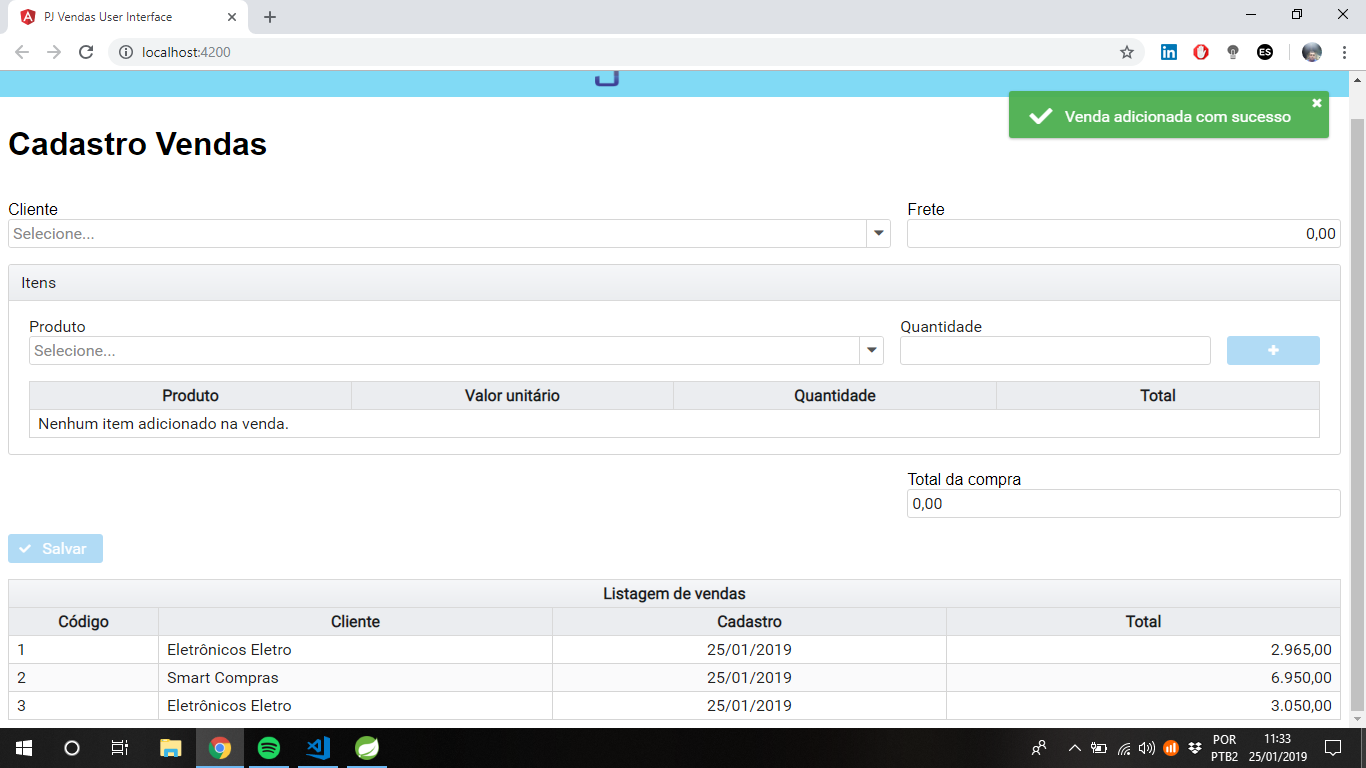 PJ Vendas User Interface
localhost:4200
in
ES
J
Venda adicionada com sucesso
Cadastro Vendas
Cliente
Frete
Selecione...
0,00
Itens
Produto
Quantidade
Selecione...
Produto Valor unitário Quantidade Total
Nenhum item adicionado na venda.
Total da compra
0,00
Salvar
Listagem de vendas
Código Cliente Cadastro Total
1 Eletrônicos Eletro 25/01/2019 2.965,00
2 Smart Compras 25/01/2019 6.950,00
3 Eletrônicos Eletro 25/01/2019 3.050,00
POR 11:33
PTB2 25/01/2019